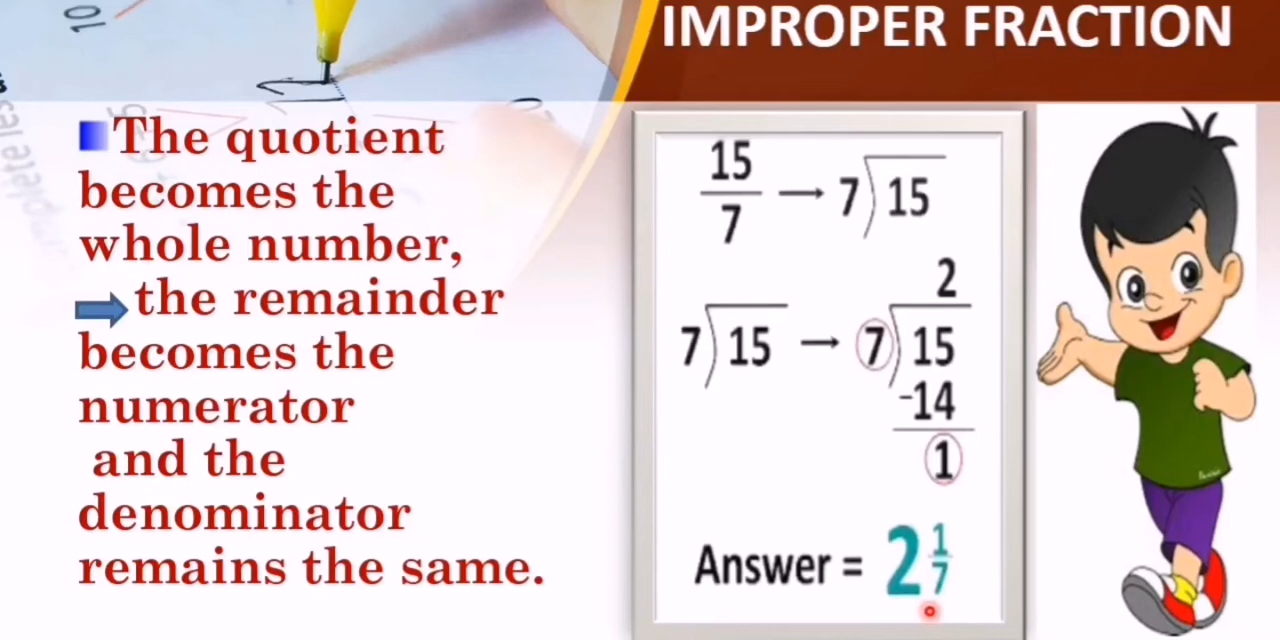 IMPROPER FRACTION
The quotient
becomes the
whole number,
the remainder
becomes the
numerator
and the
denominator
remains the same.
15
7 → 7 15
2
7 15 → 7 15
-14
1
Answer = 2 1/7
10